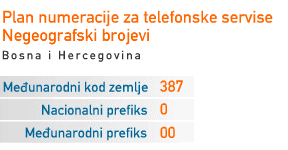 Plan numeracije za telefonske servise
Negeografski brojevi
Bosna i Hercegovina
Međunarodni kod zemlje 387
Nacionalni prefiks 0
Međunarodni prefiks 00